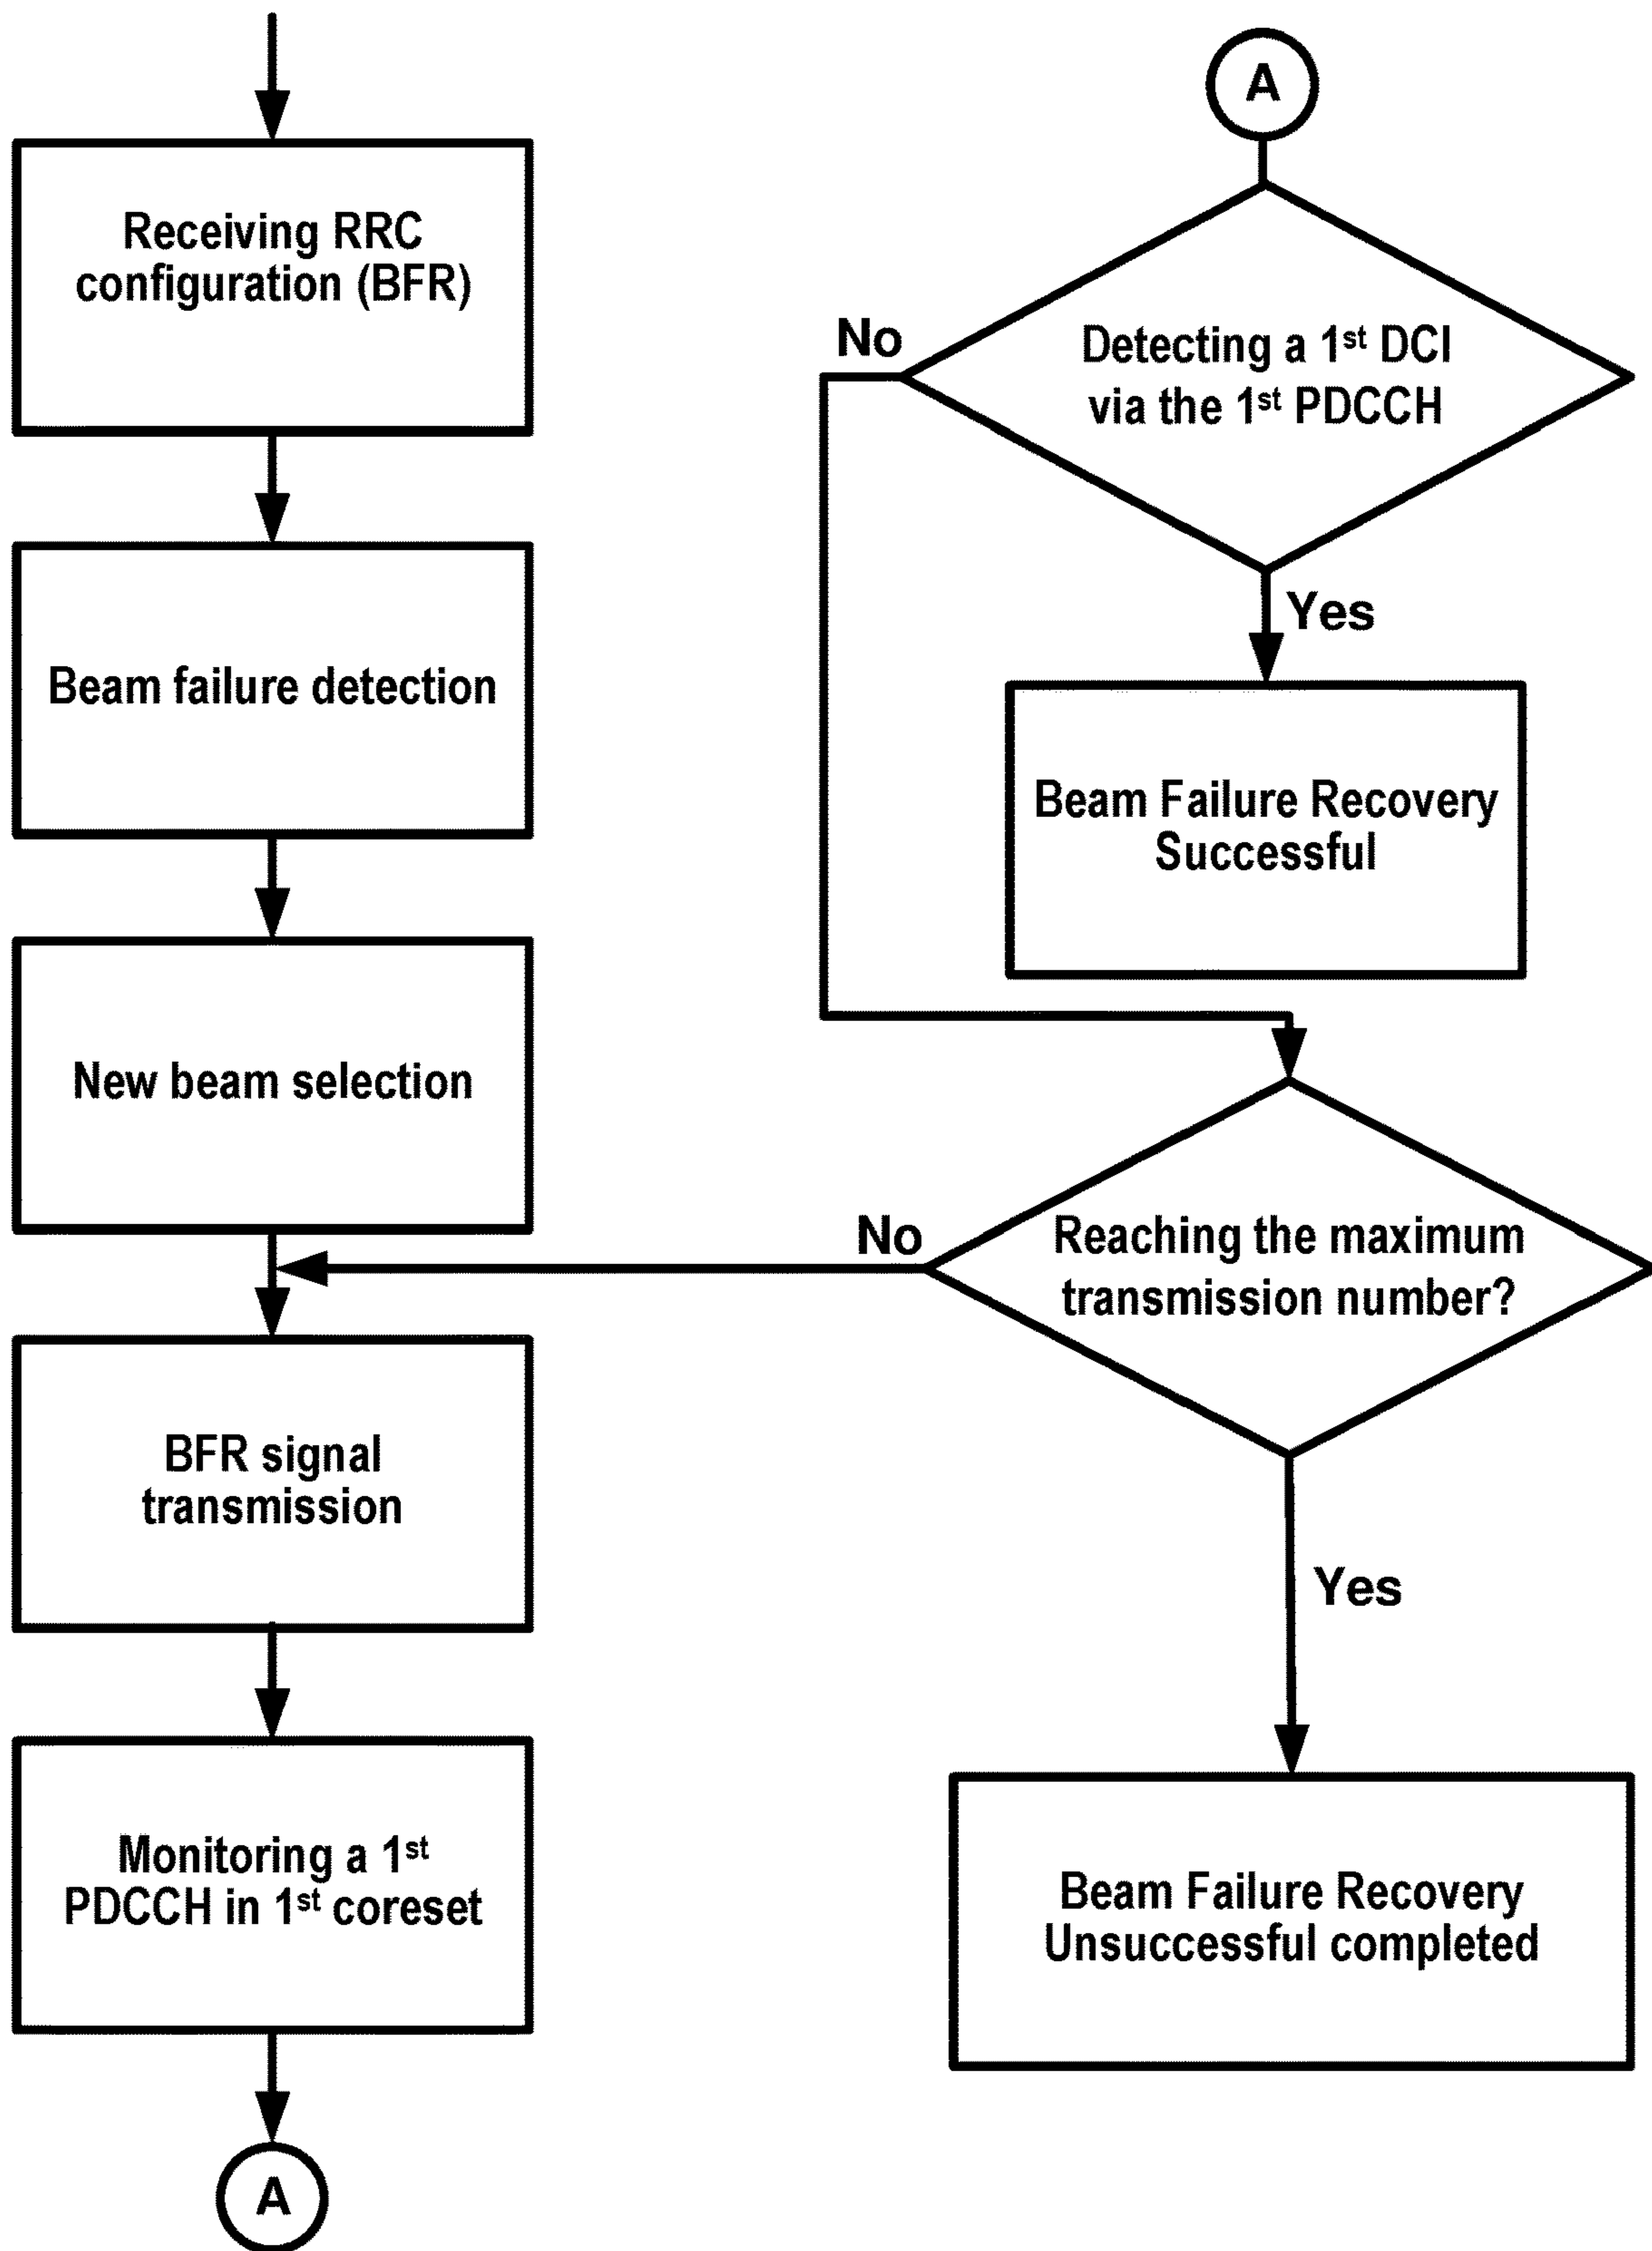 Receiving RRC
configuration (BFR)
Beam failure detection
New beam selection
BFR signal
transmission
Monitoring a 1st
PDCCH in 1st coreset
A
A
Detecting a 1st DCI
via the 1st PDCCH
No
Yes
Beam Failure Recovery
Successful
Reaching the maximum
transmission number?
No
Yes
Beam Failure Recovery
Unsuccessful completed